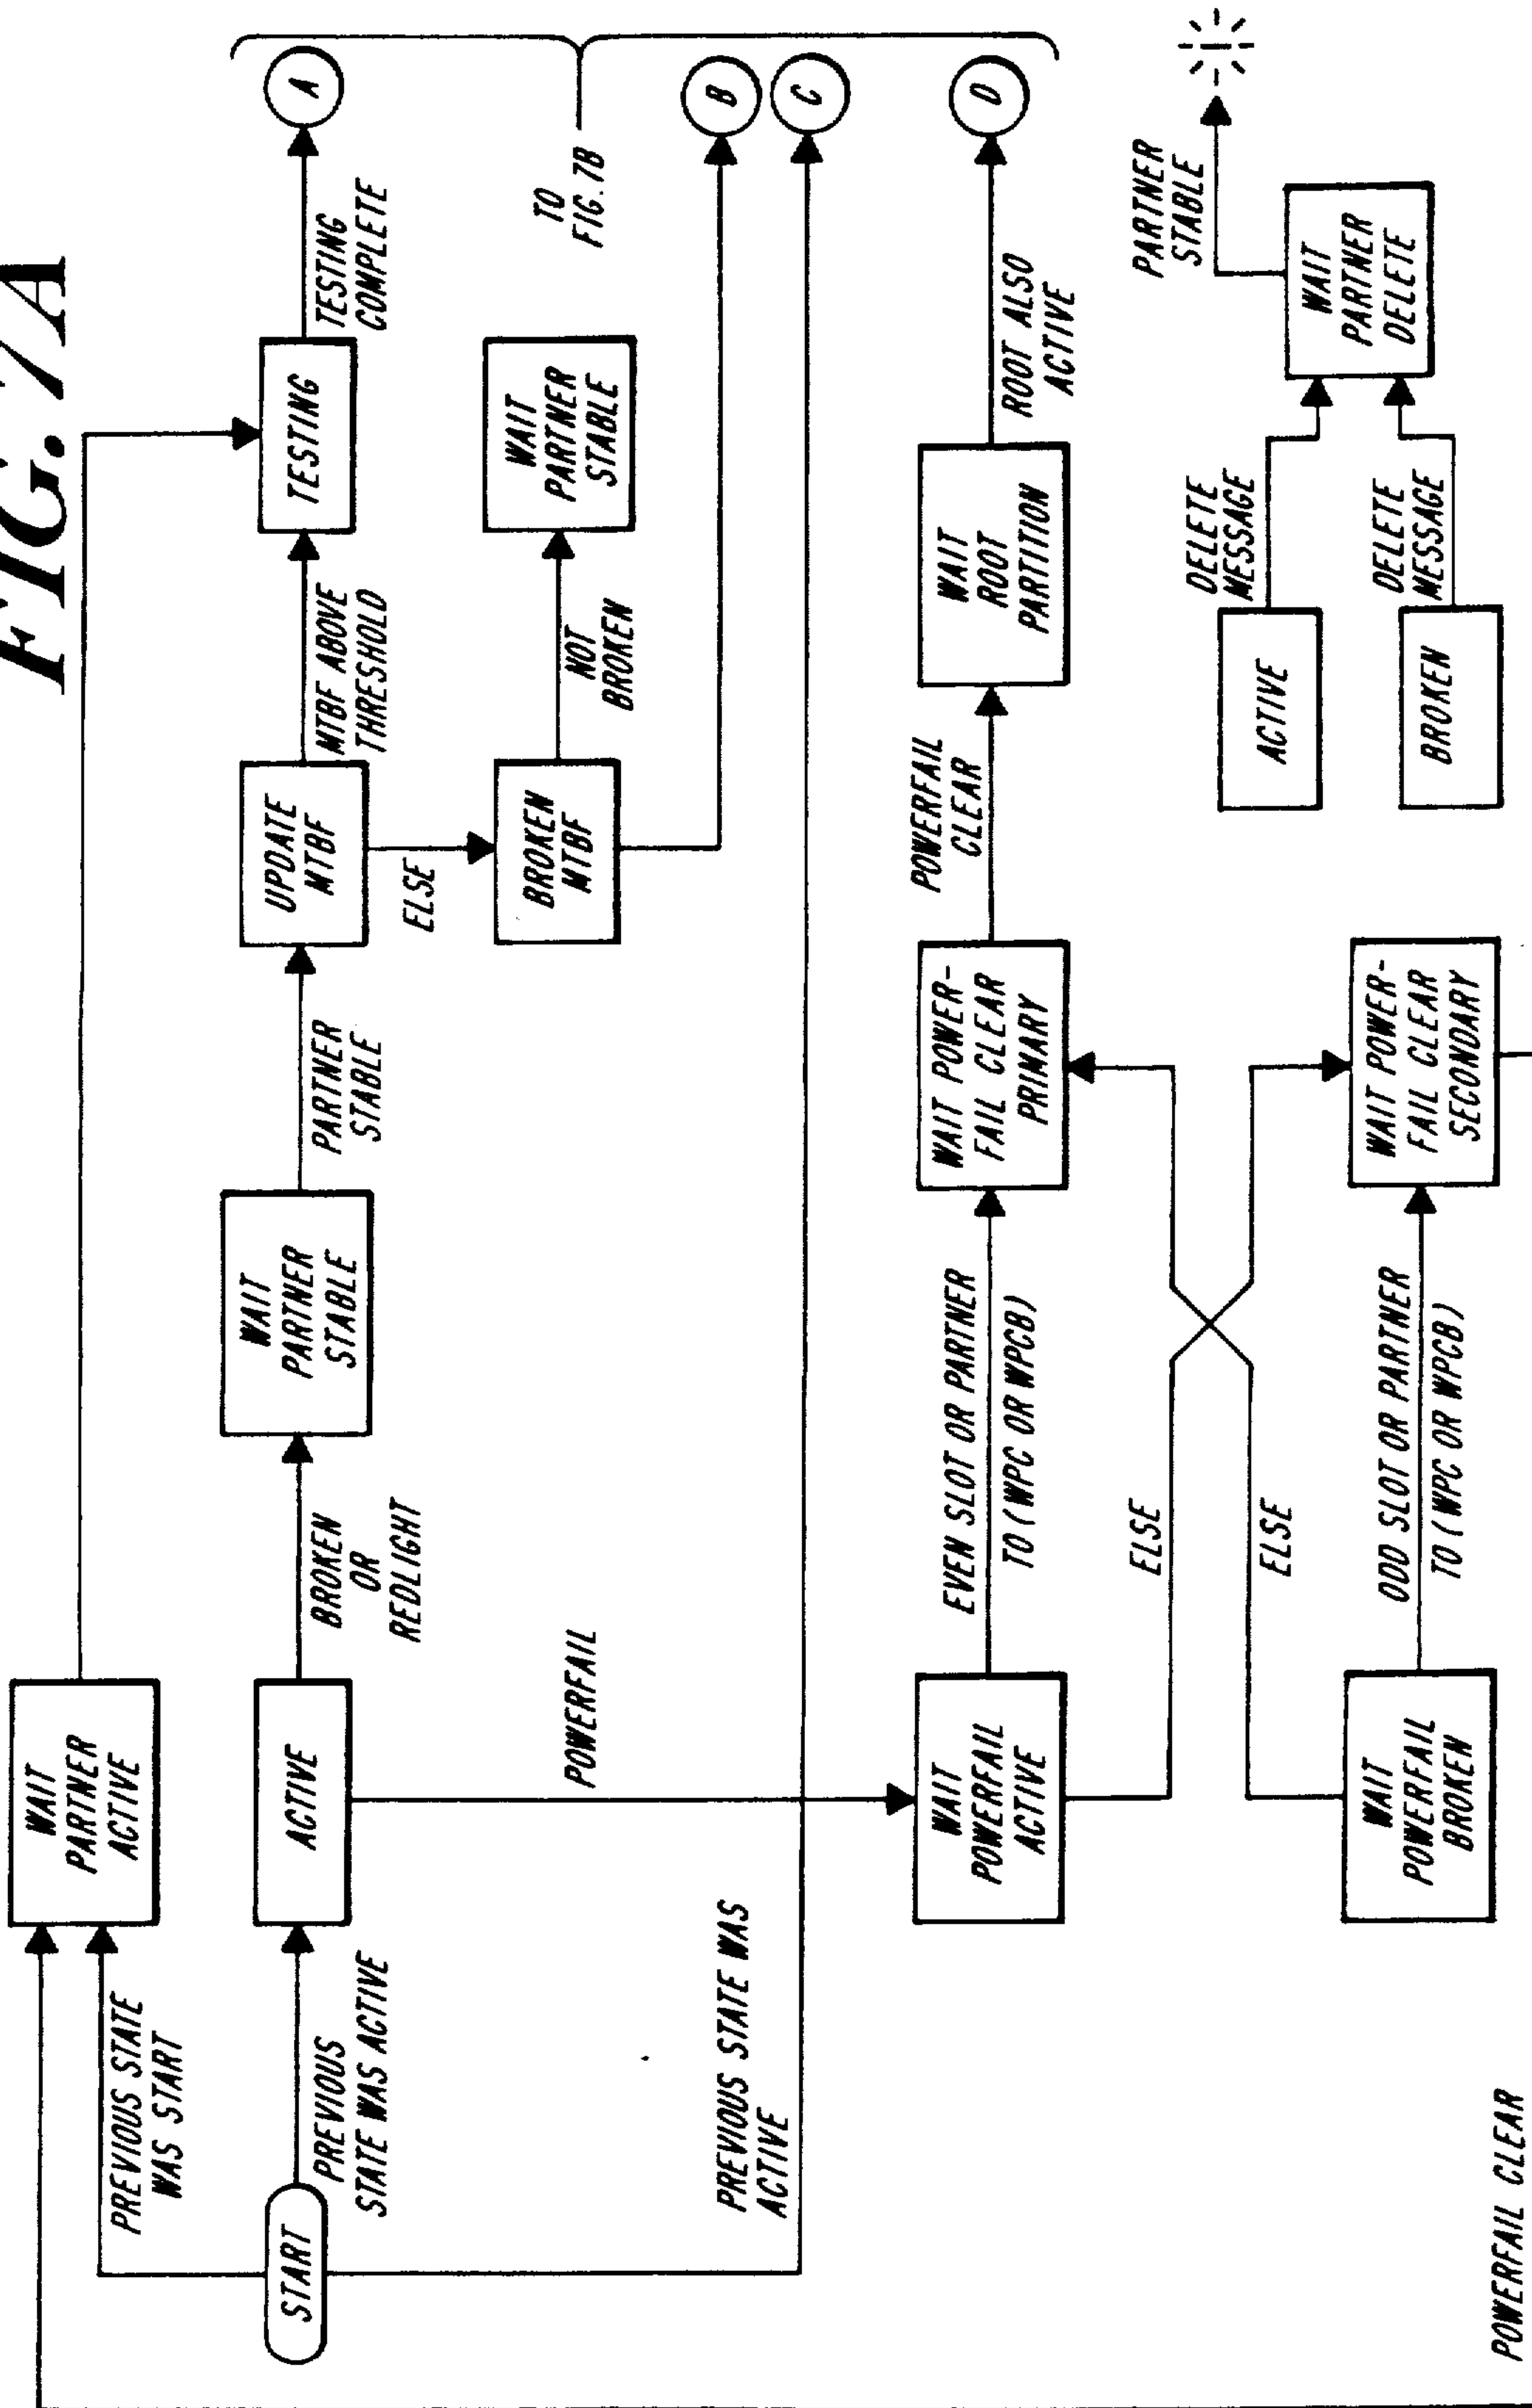 FIG. 7A
WAIT
PARTNER
ACTIVE
PREVIOUS STATE
WAS START
START
PREVIOUS
STATE WAS ACTIVE
ACTIVE
BROKEN
OR
REDLIGHT
WAIT
PARTNER
STABLE
PARTNER
STABLE
UPDATE
MTBF
MTBF ABOVE
THRESHOLD
TESTING
TESTING
COMPLETE
A
ELSE
BROKEN
MTBF
NOT
BROKEN
WAIT
PARTNER
STABLE
TO
FIG. 7B
POWERFAIL
B
PREVIOUS STATE WAS
ACTIVE
C
WAIT
POWERFAIL
ACTIVE
EVEN SLOT OR PARTNER
TO (WPC OR WPCB)
WAIT POWER-
FAIL CLEAR
PRIMARY
POWERFAIL
CLEAR
WAIT
ROOT
PARTITION
ROOT ALSO
ACTIVE
D
ELSE
ELSE
WAIT
POWERFAIL
BROKEN
ODD SLOT OR PARTNER
TO (WPC OR WPCB)
WAIT POWER-
FAIL CLEAR
SECONDARY
ACTIVE
DELETE
MESSAGE
BROKEN
DELETE
MESSAGE
WAIT
PARTNER
DELETE
PARTNER
STABLE
POWERFAIL CLEAR